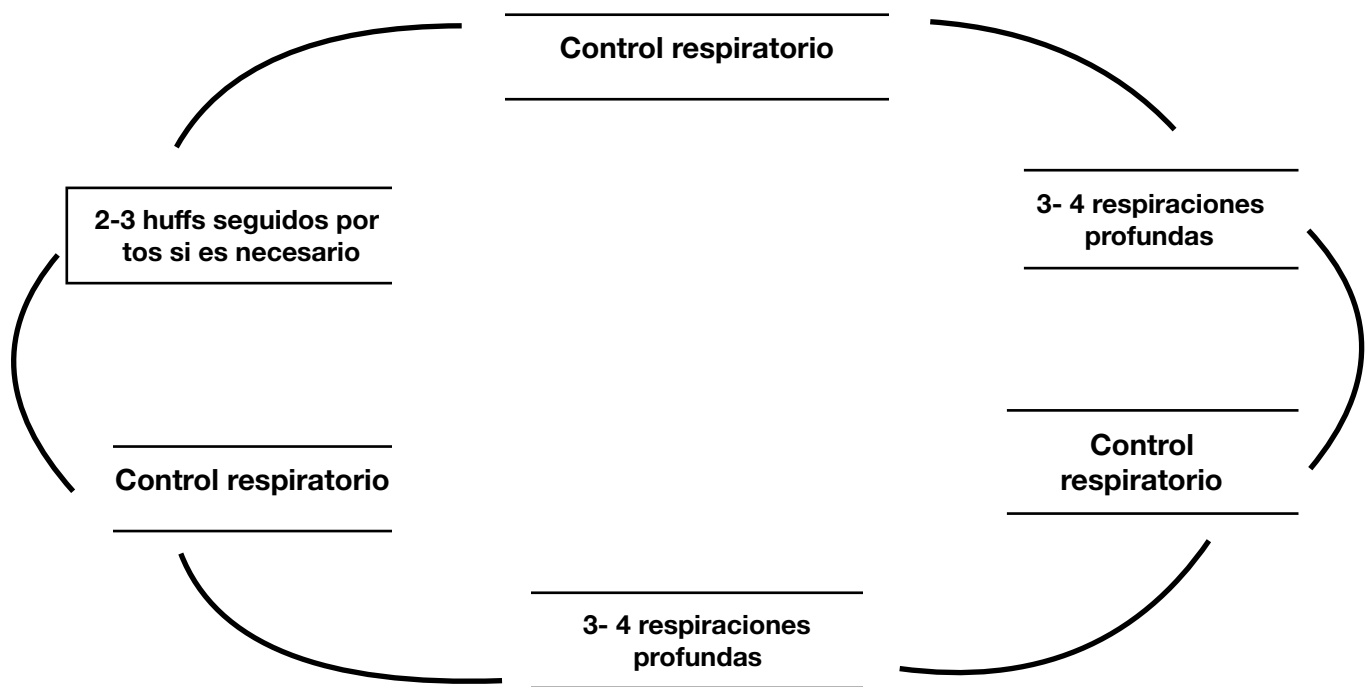 Control respiratorio
3- 4 respiraciones
profundas
Control
respiratorio
3- 4 respiraciones
profundas
Control respiratorio
2-3 huffs seguidos por
tos si es necesario